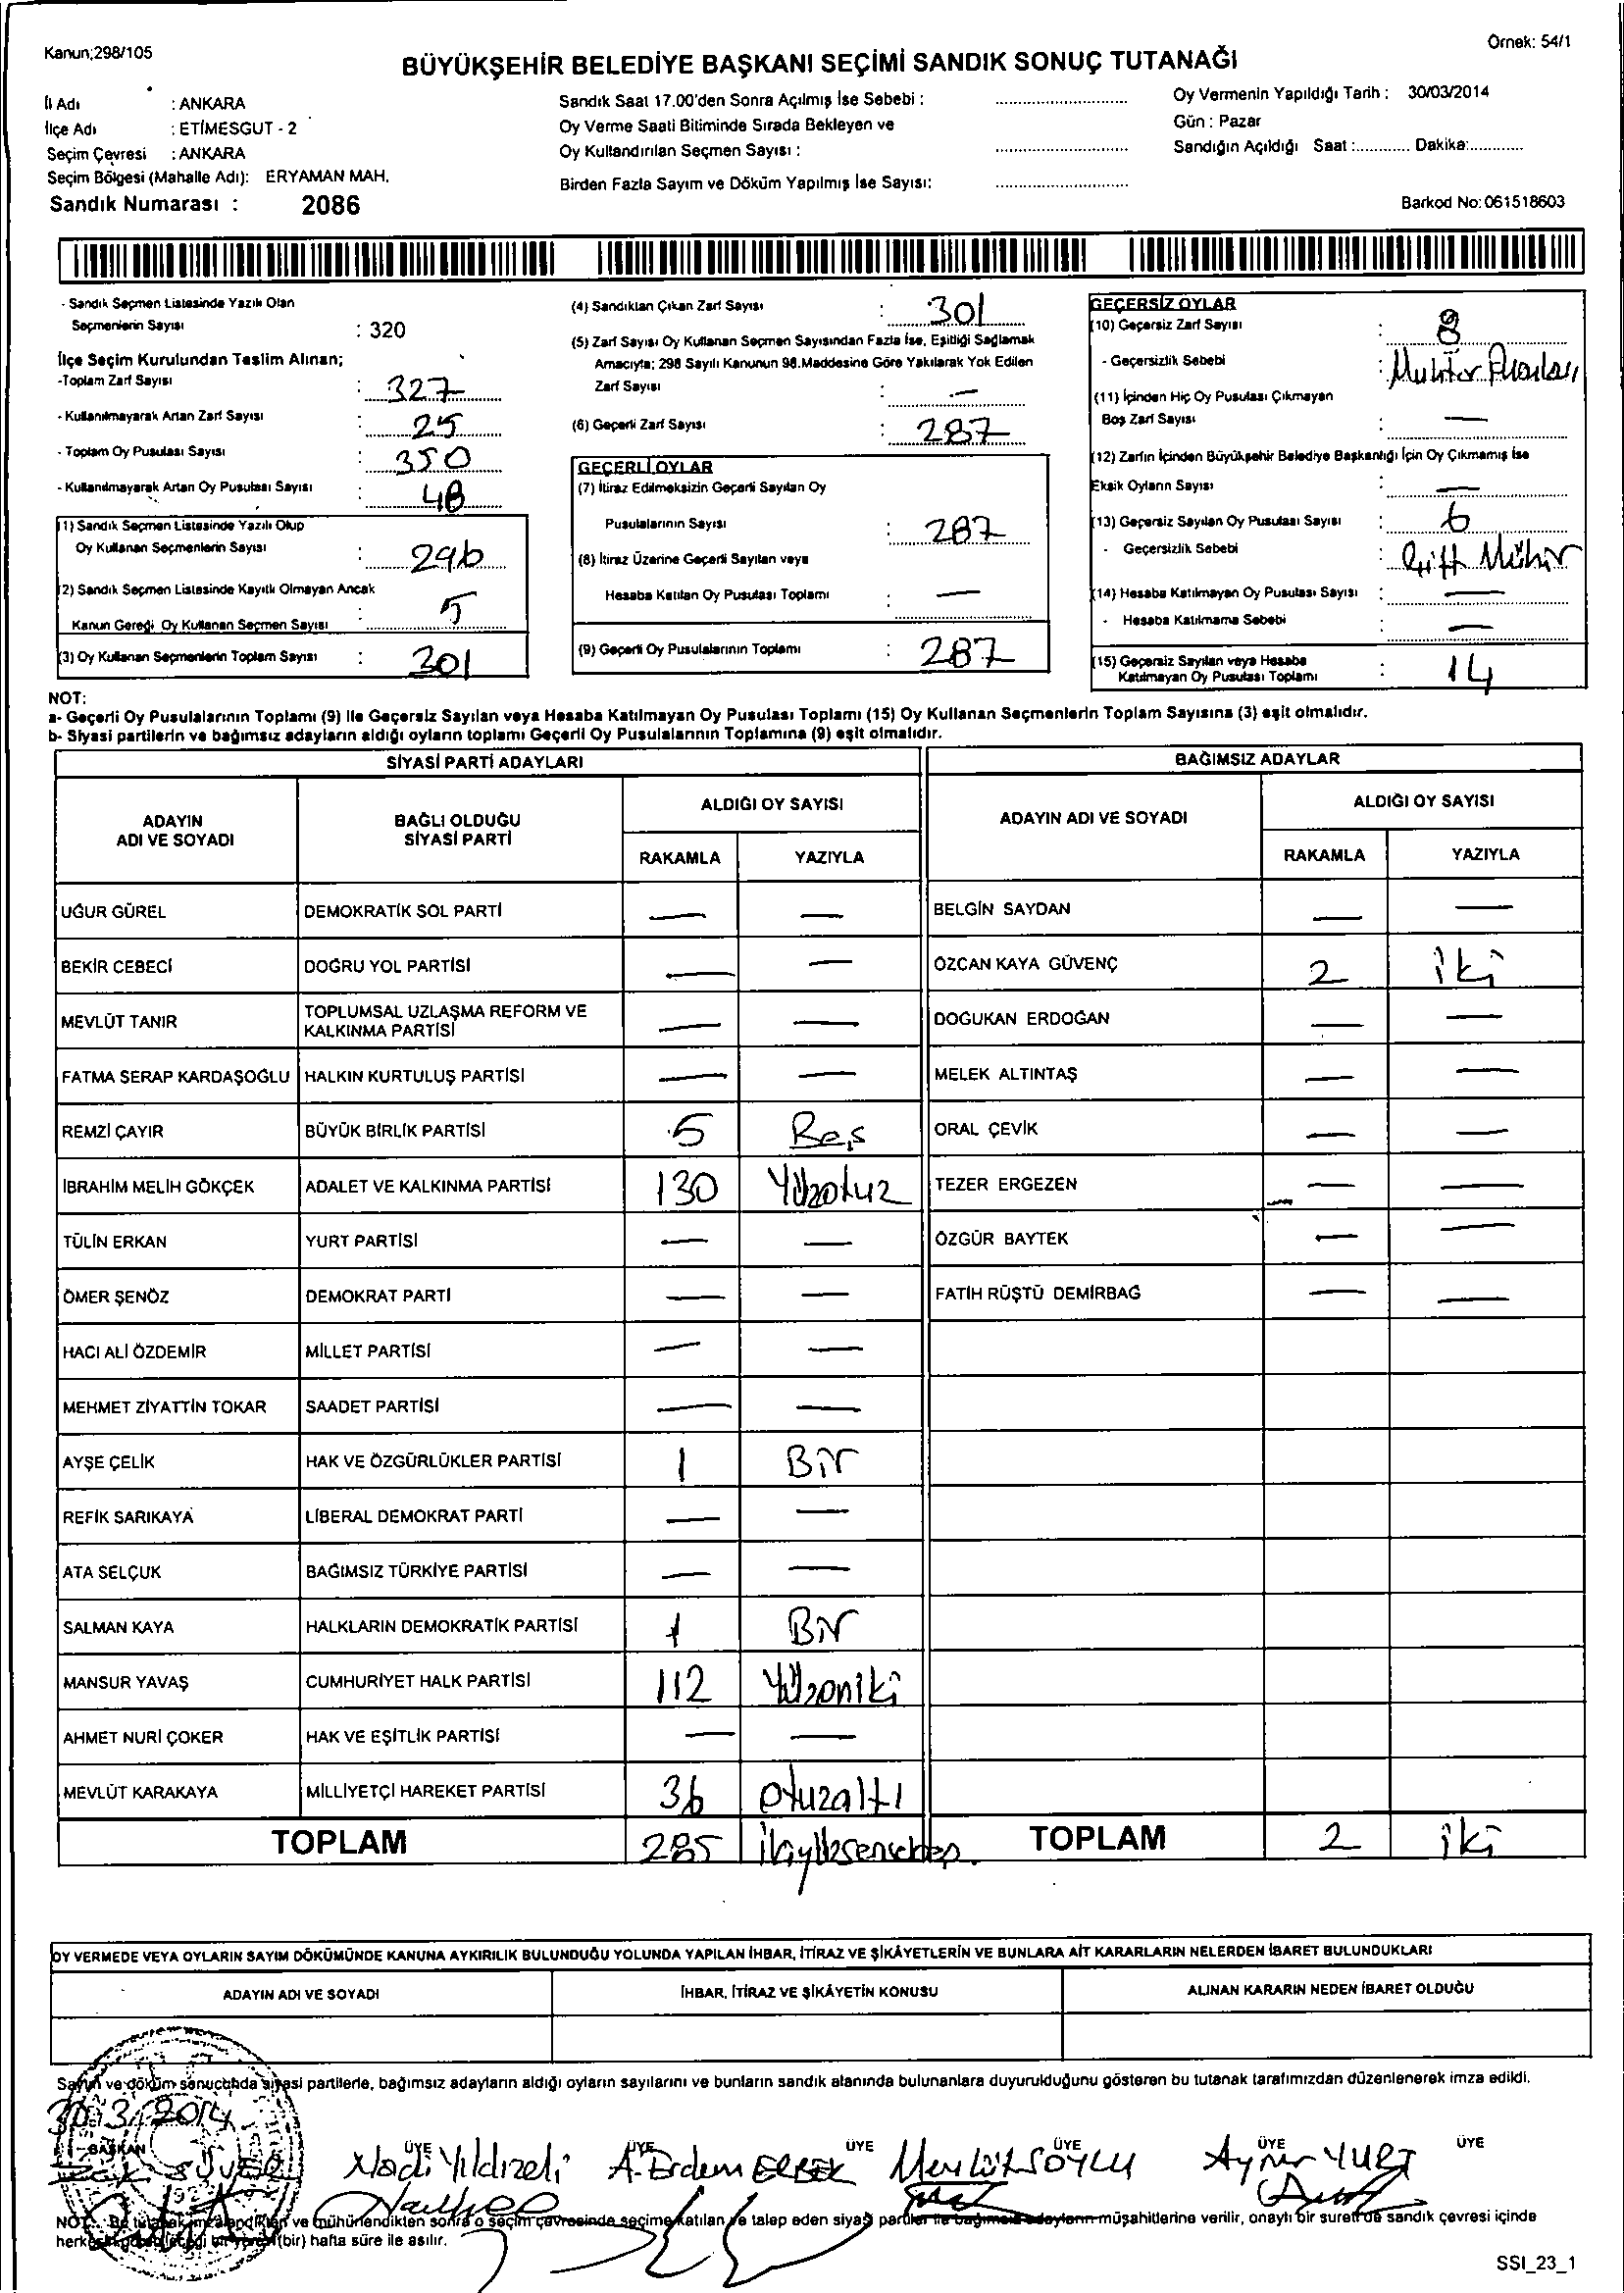 Kanun;298/105
Örnek: 54/1
BÜYÜKŞEHİR BELEDİYE BAŞKANI SEÇİMİ SANDIK SONUÇ TUTANAĞI
İl Adı : ANKARA
İlçe Adı : ETİMESGUT - 2
Seçim Çevresi : ANKARA
Seçim Bölgesi (Mahalle Adı): ERYAMAN MAH.
Sandık Numarası : 2086
Sandık Saat 17.00'den Sonra Açılmış İse Sebebi :
Oy Verme Saati Bitiminde Sırada Bekleyen ve
Oy Kullandırılan Seçmen Sayısı :
Birden Fazla Sayım ve Döküm Yapılmış İse Sayısı:
Oy Vermenin Yapıldığı Tarih : 30/03/2014
Gün : Pazar
Sandığın Açıldığı Saat :............ Dakika:............
Barkod No:061518603
- Sandık Seçmen Listesinde Yazılı Olan
Seçmenlerin Sayısı : 320
İlçe Seçim Kurulundan Teslim Alınan;
-Toplam Zarf Sayısı : 327
- Kullanılmayarak Artan Zarf Sayısı : 25
- Toplam Oy Pusulası Sayısı : 350
- Kullanılmayarak Artan Oy Pusulası Sayısı : 48
(1) Sandık Seçmen Listesinde Yazılı Olup
Oy Kullanan Seçmenlerin Sayısı : 296
(2) Sandık Seçmen Listesinde Kayıtlı Olmayan Ancak
Kanun Gereği Oy Kullanan Seçmen Sayısı : 5
(3) Oy Kullanan Seçmenlerin Toplam Sayısı : 301
(4) Sandıktan Çıkan Zarf Sayısı : 301
(5) Zarf Sayısı Oy Kullanan Seçmen Sayısından Fazla İse, Eşitliği Sağlamak
Amacıyla; 298 Sayılı Kanunun 98.Maddesine Göre Yakılarak Yok Edilen
Zarf Sayısı : —
(6) Geçerli Zarf Sayısı : 287
GEÇERLİ OYLAR
(7) İtiraz Edilmeksizin Geçerli Sayılan Oy
Pusulalarının Sayısı : 287
(8) İtiraz Üzerine Geçerli Sayılan veya
Hesaba Katılan Oy Pusulası Toplamı : —
(9) Geçerli Oy Pusulalarının Toplamı : 287
GEÇERSİZ OYLAR
(10) Geçersiz Zarf Sayısı : 8
- Geçersizlik Sebebi : Muhtar Pusulası
(11) İçinden Hiç Oy Pusulası Çıkmayan
Boş Zarf Sayısı : —
(12) Zarfın İçinden Büyükşehir Belediye Başkanlığı İçin Oy Çıkmamış İse
Eksik Oyların Sayısı : —
(13) Geçersiz Sayılan Oy Pusulası Sayısı : 6
- Geçersizlik Sebebi : Çift Mühür
(14) Hesaba Katılmayan Oy Pusulası Sayısı : —
- Hesaba Katılmama Sebebi : —
(15) Geçersiz Sayılan veya Hesaba
Katılmayan Oy Pusulası Toplamı : 14
NOT:
a- Geçerli Oy Pusulalarının Toplamı (9) ile Geçersiz Sayılan veya Hesaba Katılmayan Oy Pusulası Toplamı (15) Oy Kullanan Seçmenlerin Toplam Sayısına (3) eşit olmalıdır.
b- Siyasi partilerin ve bağımsız adayların aldığı oyların toplamı Geçerli Oy Pusulalarının Toplamına (9) eşit olmalıdır.
SİYASİ PARTİ ADAYLARI BAĞIMSIZ ADAYLAR
ADAYIN ADI VE SOYADI BAĞLI OLDUĞU SİYASİ PARTİ ALDIĞI OY SAYISI ADAYIN ADI VE SOYADI ALDIĞI OY SAYISI
RAKAMLA YAZIYLA RAKAMLA YAZIYLA
UĞUR GÜREL DEMOKRATİK SOL PARTİ — — BELGİN SAYDAN — —
BEKİR CEBECİ DOĞRU YOL PARTİSİ — — ÖZCAN KAYA GÜVENÇ 2 iki
MEVLÜT TANIR TOPLUMSAL UZLAŞMA REFORM VE KALKINMA PARTİSİ — — DOĞUKAN ERDOĞAN — —
FATMA SERAP KARDAŞOĞLU HALKIN KURTULUŞ PARTİSİ — — MELEK ALTINTAŞ — —
REMZİ ÇAYIR BÜYÜK BİRLİK PARTİSİ 5 Beş ORAL ÇEVİK — —
İBRAHİM MELİH GÖKÇEK ADALET VE KALKINMA PARTİSİ 130 Yüzotuz TEZER ERGEZEN — —
TÜLİN ERKAN YURT PARTİSİ — — ÖZGÜR BAYTEK — —
ÖMER ŞENÖZ DEMOKRAT PARTİ — — FATİH RÜŞTÜ DEMİRBAĞ — —
HACI ALİ ÖZDEMİR MİLLET PARTİSİ — —
MEHMET ZİYATTİN TOKAR SAADET PARTİSİ — —
AYŞE ÇELİK HAK VE ÖZGÜRLÜKLER PARTİSİ 1 Bir
REFİK SARIKAYA LİBERAL DEMOKRAT PARTİ — —
ATA SELÇUK BAĞIMSIZ TÜRKİYE PARTİSİ — —
SALMAN KAYA HALKLARIN DEMOKRATİK PARTİSİ 1 Bir
MANSUR YAVAŞ CUMHURİYET HALK PARTİSİ 112 Yüzoniki
AHMET NURİ ÇOKER HAK VE EŞİTLİK PARTİSİ — —
MEVLÜT KARAKAYA MİLLİYETÇİ HAREKET PARTİSİ 36 otuzaltı
TOPLAM 285 TOPLAM 2 iki
OY VERMEDE VEYA OYLARIN SAYIM DÖKÜMÜNDE KANUNA AYKIRILIK BULUNDUĞU YOLUNDA YAPILAN İHBAR, İTİRAZ VE ŞİKÂYETLERİN VE BUNLARA AİT KARARLARIN NELERDEN İBARET BULUNDUKLARI
ADAYIN ADI VE SOYADI İHBAR, İTİRAZ VE ŞİKÂYETİN KONUSU ALINAN KARARIN NEDEN İBARET OLDUĞU
Sayım ve döküm sonucunda siyasi partilerle, bağımsız adayların aldığı oyların sayılarını ve bunların sandık alanında bulunanlara duyurulduğunu gösteren bu tutanak tarafımızdan düzenlenerek imza edildi.
30/3/2014
BAŞKAN ÜYE ÜYE ÜYE ÜYE ÜYE ÜYE
Nadi Yıldızeli A. Erdem Mevlüt SOYLU Aynur YURT
NOT: Bu tutanak imzalandıktan ve mühürlendikten sonra o seçim çevresinde seçime katılan ve talep eden siyasi partiler ile bağımsız adayların müşahitlerine verilir, onaylı bir sureti de sandık çevresi içinde
herkesin görebileceği bir yere (bir) hafta süre ile asılır.
SSI_23_1